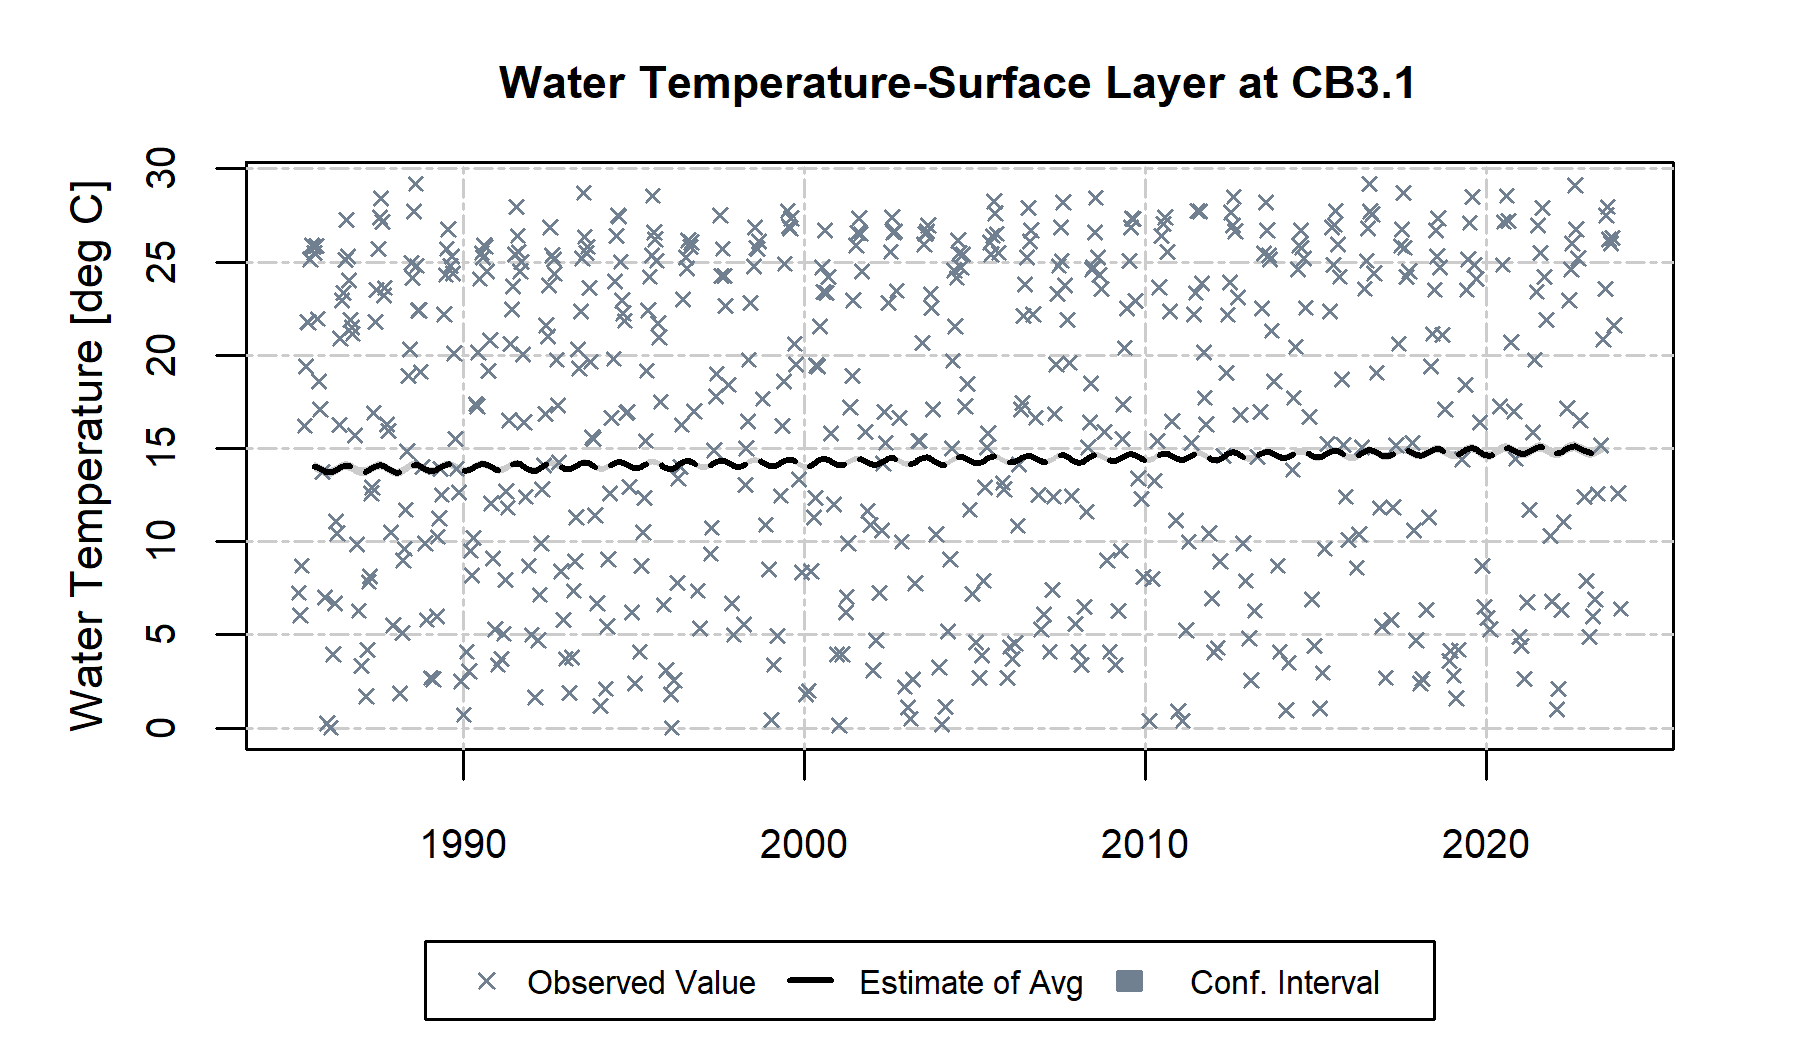 Water Temperature-Surface Layer at CB3.1
Water Temperature [deg C]
30
25
20
15
10
5
0
1990 2000 2010 2020
Observed Value Estimate of Avg Conf. Interval